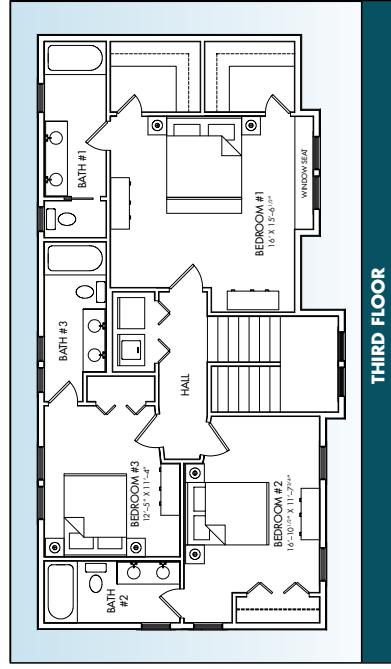 BATH #1
BATH #3
BATH
#2
BEDROOM #1
16' X 15'-6 1/2"
WINDOW SEAT
HALL
BEDROOM #3
12'-5" X 11'-4"
BEDROOM #2
16'-10 1/2" X 11'-7 3/4"
THIRD FLOOR